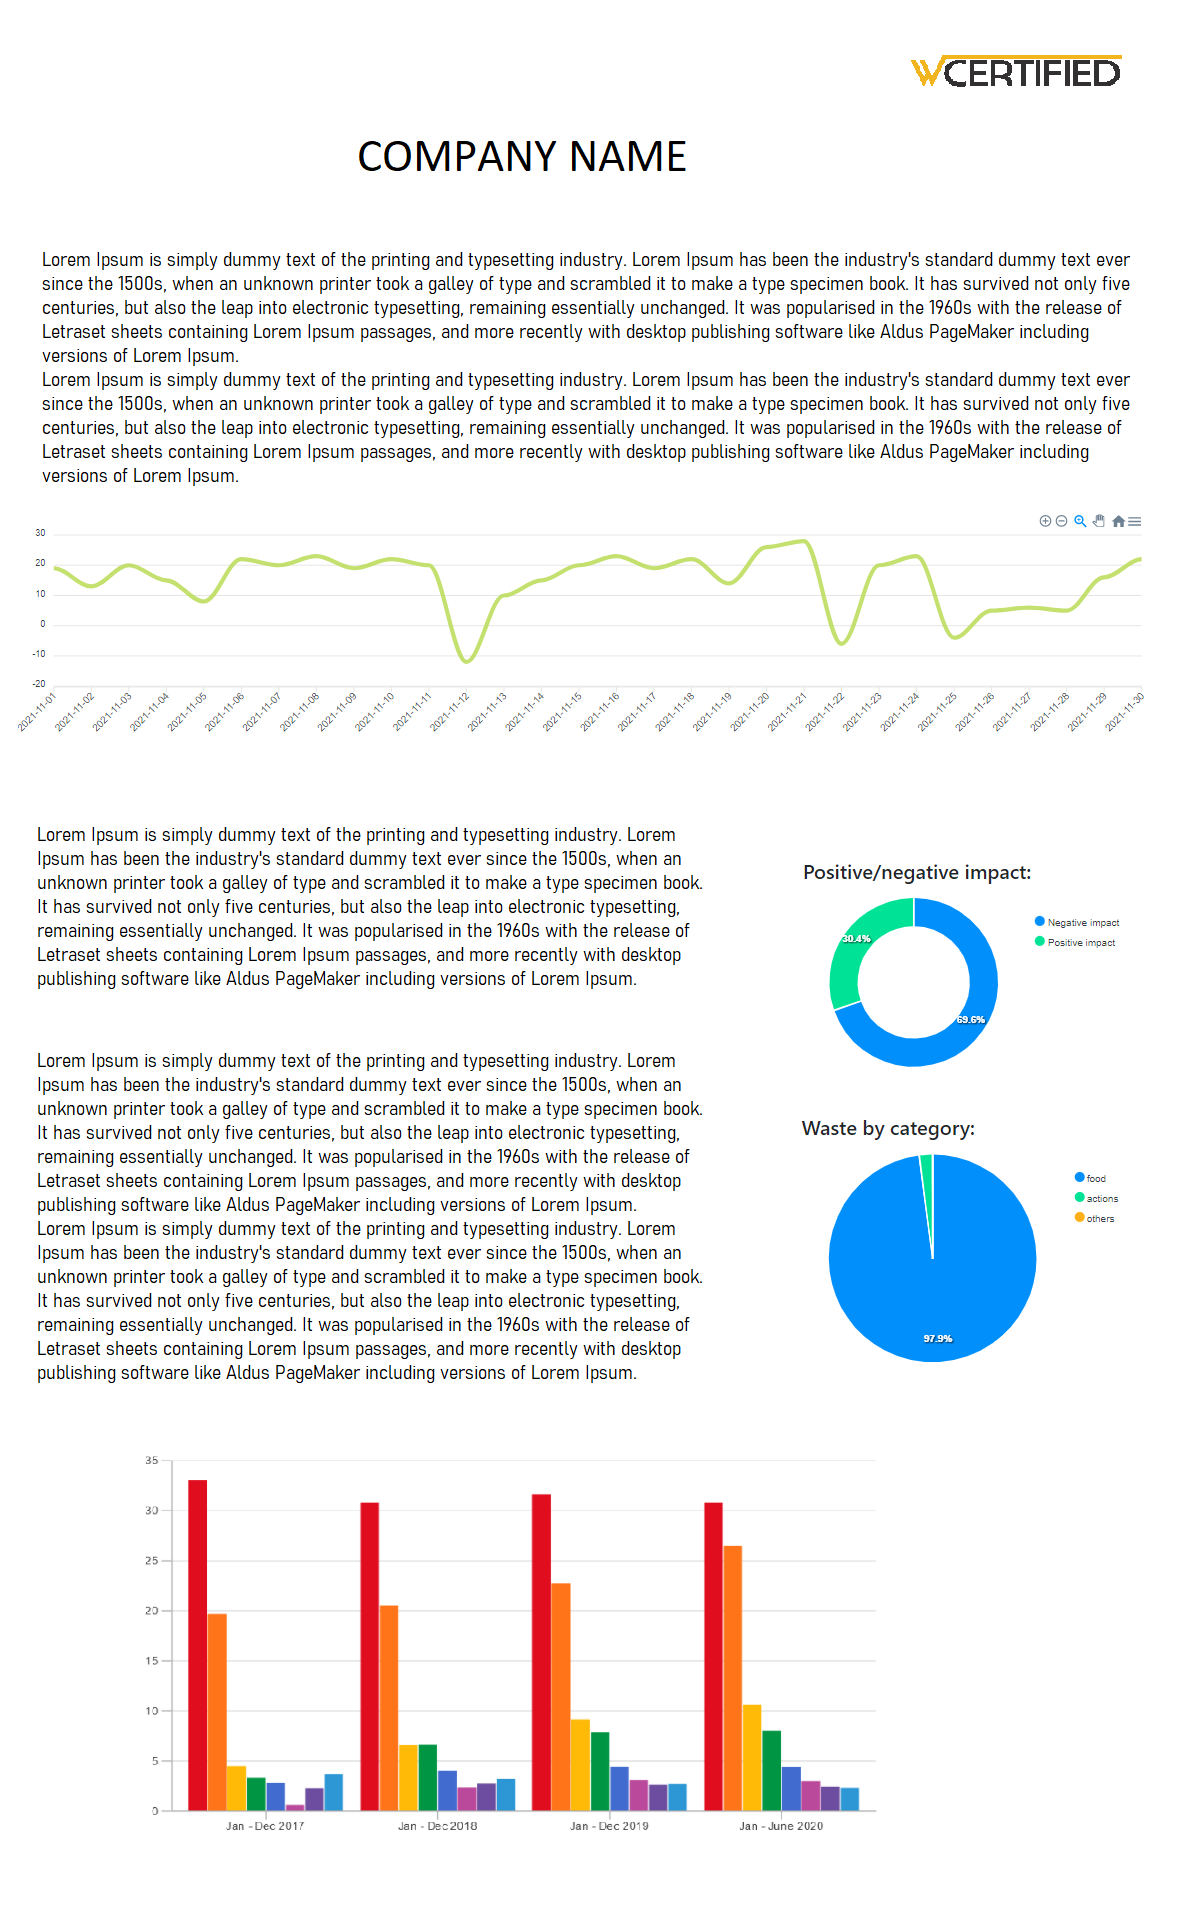 WCERTIFIED
COMPANY NAME
Lorem Ipsum is simply dummy text of the printing and typesetting industry. Lorem Ipsum has been the industry's standard dummy text ever
since the 1500s, when an unknown printer took a galley of type and scrambled it to make a type specimen book. It has survived not only five
centuries, but also the leap into electronic typesetting, remaining essentially unchanged. It was popularised in the 1960s with the release of
Letraset sheets containing Lorem Ipsum passages, and more recently with desktop publishing software like Aldus PageMaker including
versions of Lorem Ipsum.
Lorem Ipsum is simply dummy text of the printing and typesetting industry. Lorem Ipsum has been the industry's standard dummy text ever
since the 1500s, when an unknown printer took a galley of type and scrambled it to make a type specimen book. It has survived not only five
centuries, but also the leap into electronic typesetting, remaining essentially unchanged. It was popularised in the 1960s with the release of
Letraset sheets containing Lorem Ipsum passages, and more recently with desktop publishing software like Aldus PageMaker including
versions of Lorem Ipsum.
30
20
10
0
-10
-20
2021-11-01 2021-11-02 2021-11-03 2021-11-04 2021-11-05 2021-11-06 2021-11-07 2021-11-08 2021-11-09 2021-11-10 2021-11-11 2021-11-12 2021-11-13 2021-11-14 2021-11-15 2021-11-16 2021-11-17 2021-11-18 2021-11-19 2021-11-20 2021-11-21 2021-11-22 2021-11-23 2021-11-24 2021-11-25 2021-11-26 2021-11-27 2021-11-28 2021-11-29 2021-11-30
Lorem Ipsum is simply dummy text of the printing and typesetting industry. Lorem
Ipsum has been the industry's standard dummy text ever since the 1500s, when an
unknown printer took a galley of type and scrambled it to make a type specimen book.
It has survived not only five centuries, but also the leap into electronic typesetting,
remaining essentially unchanged. It was popularised in the 1960s with the release of
Letraset sheets containing Lorem Ipsum passages, and more recently with desktop
publishing software like Aldus PageMaker including versions of Lorem Ipsum.
Positive/negative impact:
Negative impact
Positive impact
30.4%
69.6%
Lorem Ipsum is simply dummy text of the printing and typesetting industry. Lorem
Ipsum has been the industry's standard dummy text ever since the 1500s, when an
unknown printer took a galley of type and scrambled it to make a type specimen book.
It has survived not only five centuries, but also the leap into electronic typesetting,
remaining essentially unchanged. It was popularised in the 1960s with the release of
Letraset sheets containing Lorem Ipsum passages, and more recently with desktop
publishing software like Aldus PageMaker including versions of Lorem Ipsum.
Lorem Ipsum is simply dummy text of the printing and typesetting industry. Lorem
Ipsum has been the industry's standard dummy text ever since the 1500s, when an
unknown printer took a galley of type and scrambled it to make a type specimen book.
It has survived not only five centuries, but also the leap into electronic typesetting,
remaining essentially unchanged. It was popularised in the 1960s with the release of
Letraset sheets containing Lorem Ipsum passages, and more recently with desktop
publishing software like Aldus PageMaker including versions of Lorem Ipsum.
Waste by category:
food
actions
others
97.9%
35
30
25
20
15
10
5
0
Jan - Dec 2017 Jan - Dec 2018 Jan - Dec 2019 Jan - June 2020